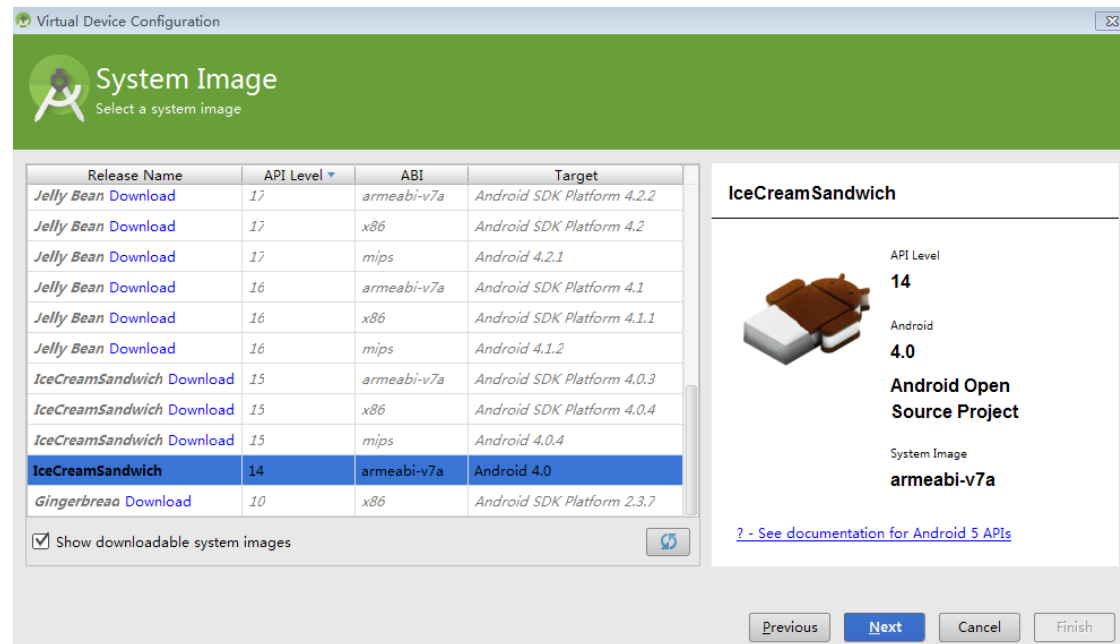 Virtual Device Configuration
System Image
Select a system image
Release Name API Level ABI Target
Jelly Bean Download 17 armeabi-v7a Android SDK Platform 4.2.2
Jelly Bean Download 17 x86 Android SDK Platform 4.2
Jelly Bean Download 17 mips Android 4.2.1
Jelly Bean Download 16 armeabi-v7a Android SDK Platform 4.1
Jelly Bean Download 16 x86 Android SDK Platform 4.1.1
Jelly Bean Download 16 mips Android 4.1.2
IceCreamSandwich Download 15 armeabi-v7a Android SDK Platform 4.0.3
IceCreamSandwich Download 15 x86 Android SDK Platform 4.0.4
IceCreamSandwich Download 15 mips Android 4.0.4
IceCreamSandwich 14 armeabi-v7a Android 4.0
Gingerbread Download 10 x86 Android SDK Platform 2.3.7
Show downloadable system images
IceCreamSandwich
API Level
14
Android
4.0
Android Open
Source Project
System Image
armeabi-v7a
? - See documentation for Android 5 APIs
Previous Next Cancel Finish